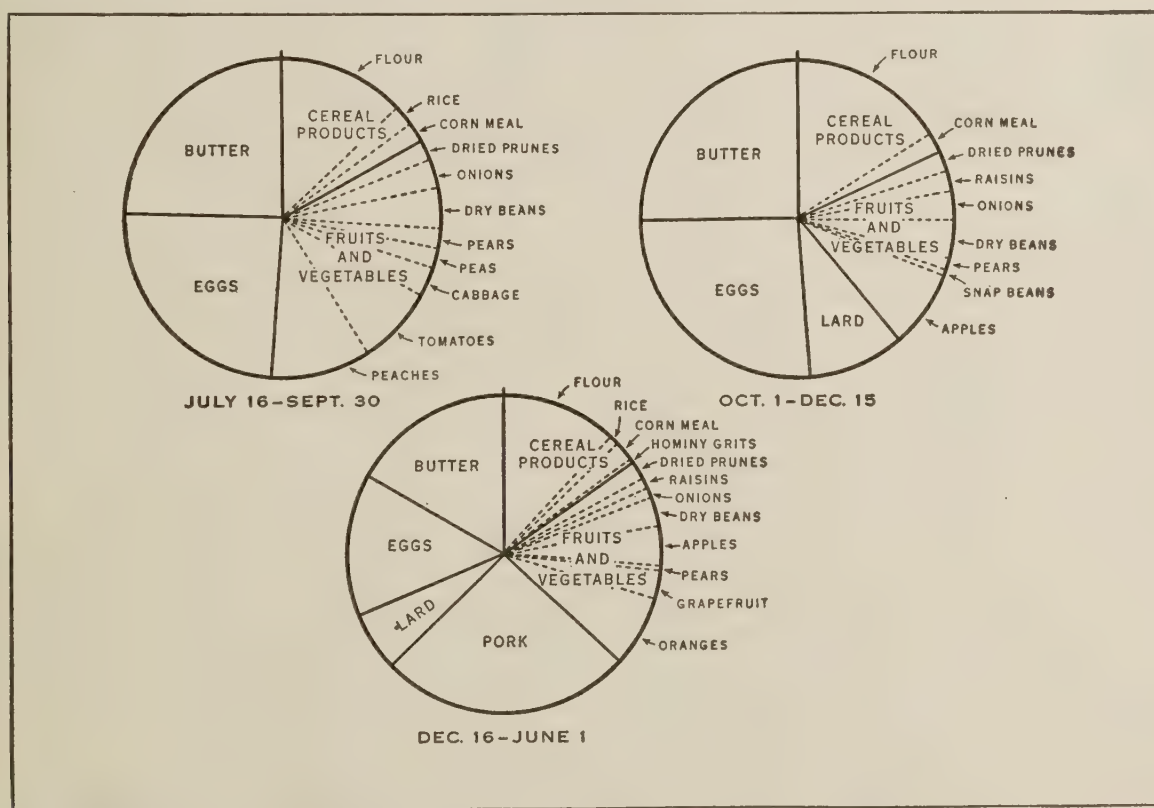 FLOUR
RICE
CEREAL
PRODUCTS
CORN MEAL
DRIED PRUNES
BUTTER
ONIONS
DRY BEANS
FRUITS
AND
VEGETABLES
PEARS
PEAS
EGGS
CABBAGE
TOMATOES
PEACHES
JULY 16–SEPT. 30
FLOUR
CEREAL
PRODUCTS
CORN MEAL
DRIED PRUNES
BUTTER
RAISINS
ONIONS
FRUITS
AND
VEGETABLES
DRY BEANS
PEARS
SNAP BEANS
EGGS
LARD
APPLES
OCT. 1–DEC. 15
FLOUR
RICE
CORN MEAL
CEREAL
PRODUCTS
HOMINY GRITS
DRIED PRUNES
BUTTER
RAISINS
ONIONS
DRY BEANS
FRUITS
AND
VEGETABLES
APPLES
EGGS
PEARS
GRAPEFRUIT
LARD
PORK
ORANGES
DEC. 16–JUNE 1